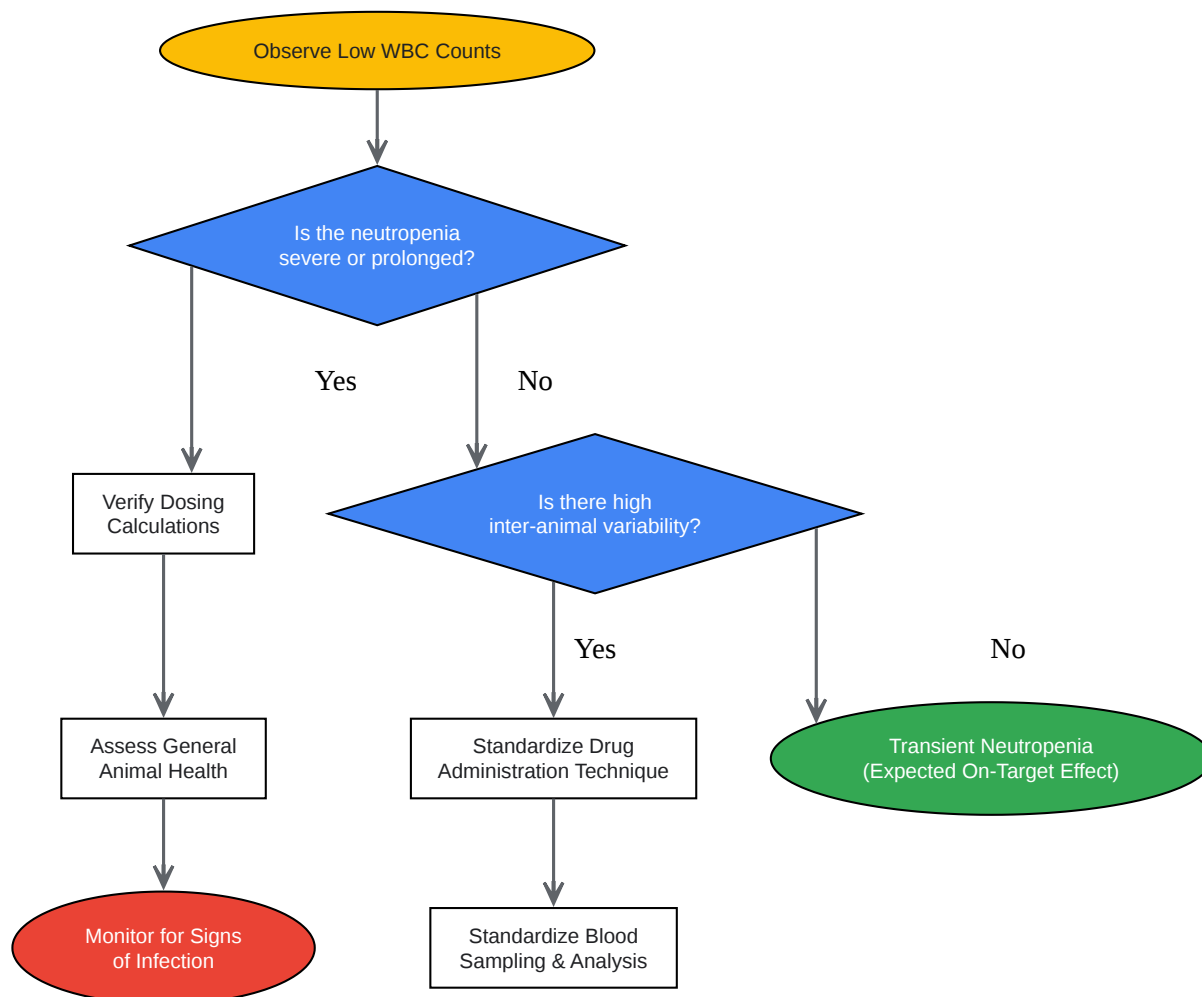 Observe Low WBC Counts
Is the neutropenia
severe or prolonged?
Yes
No
Verify Dosing
Calculations
Is there high
inter-animal variability?
Yes
No
Assess General
Animal Health
Standardize Drug
Administration Technique
Transient Neutropenia
(Expected On-Target Effect)
Monitor for Signs
of Infection
Standardize Blood
Sampling & Analysis